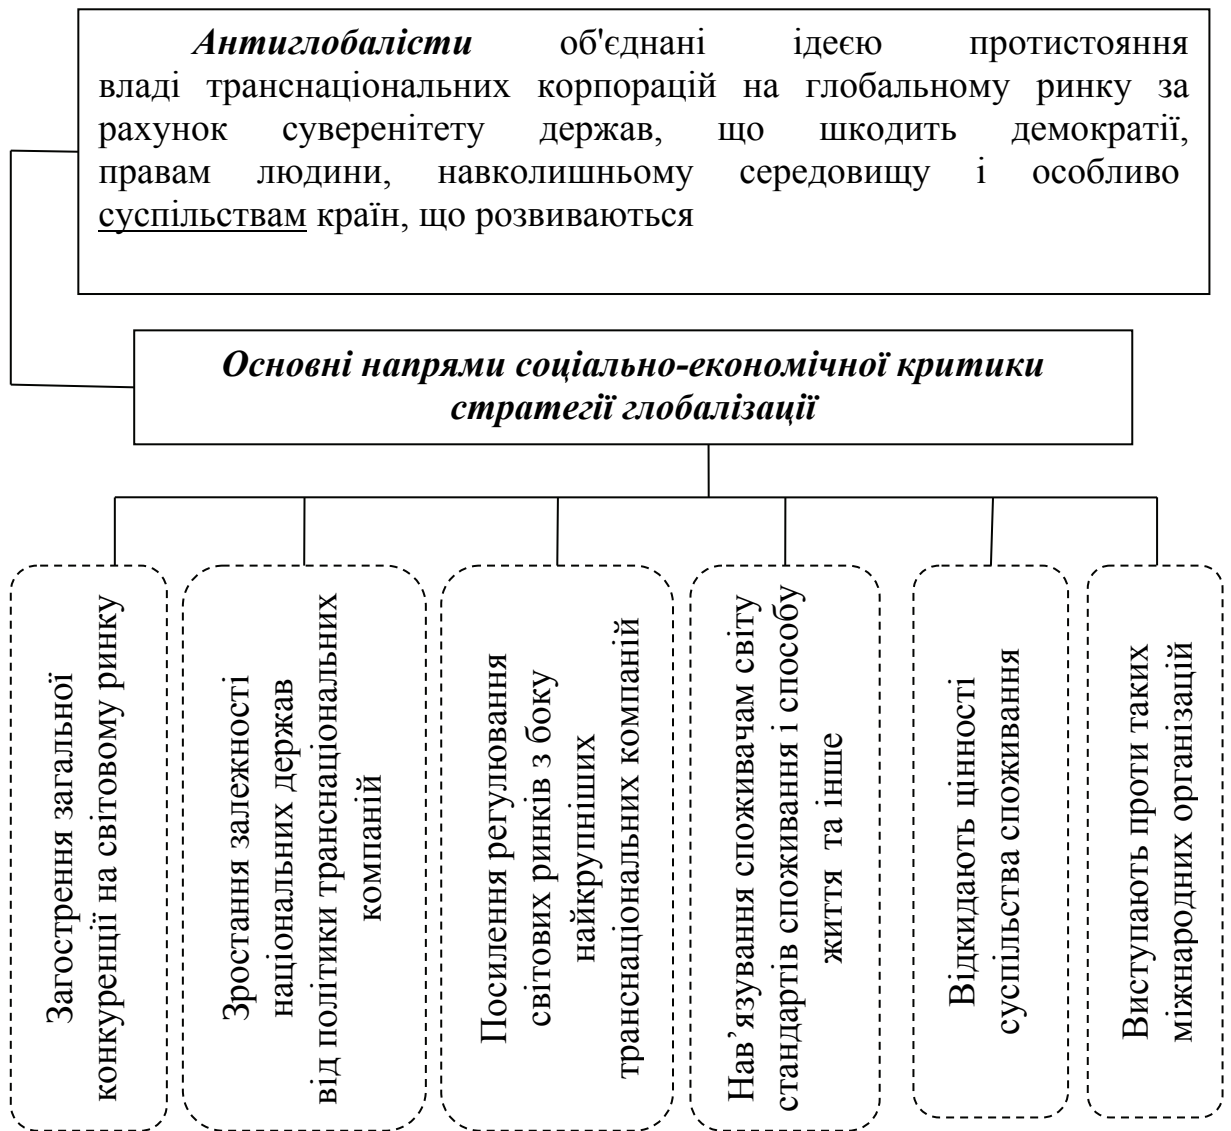 Антиглобалісти об'єднані ідеєю протистояння
владі транснаціональних корпорацій на глобальному ринку за
рахунок суверенітету держав, що шкодить демократії,
правам людини, навколишньому середовищу і особливо
суспільствам країн, що розвиваються
Основні напрями соціально-економічної критики
стратегії глобалізації
Загострення загальної
конкуренції на світовому ринку
Зростання залежності
національних держав
від політики транснаціональних
компаній
Посилення регулювання
світових ринків з боку
найкрупніших
транснаціональних компаній
Нав’язування споживачам світу
стандартів споживання і способу
життя та інше
Відкидають цінності
суспільства споживання
Виступають проти таких
міжнародних організацій